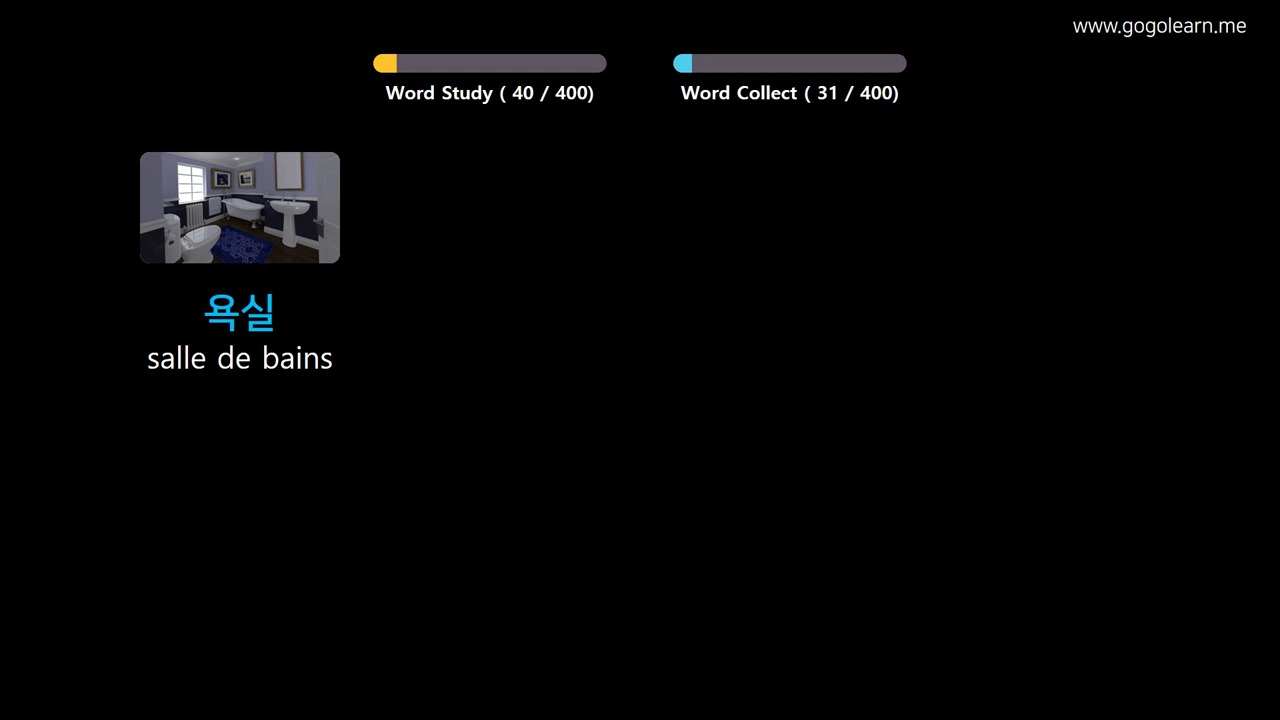 www.gogolearn.me
Word Study ( 40 / 400)
Word Collect ( 31 / 400)
욕실
salle de bains